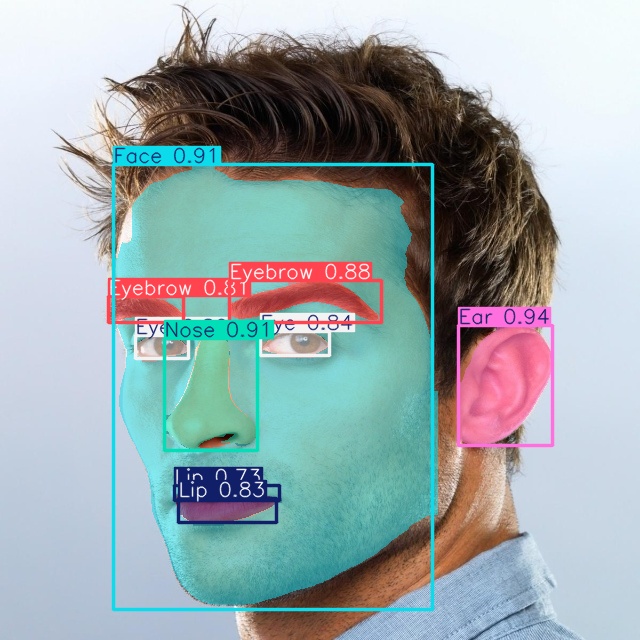 Face 0.91
Eyebrow 0.88
Eyebrow 0.81
Eye 0.84
Nose 0.91
Ear 0.94
Lip 0.73
Lip 0.83